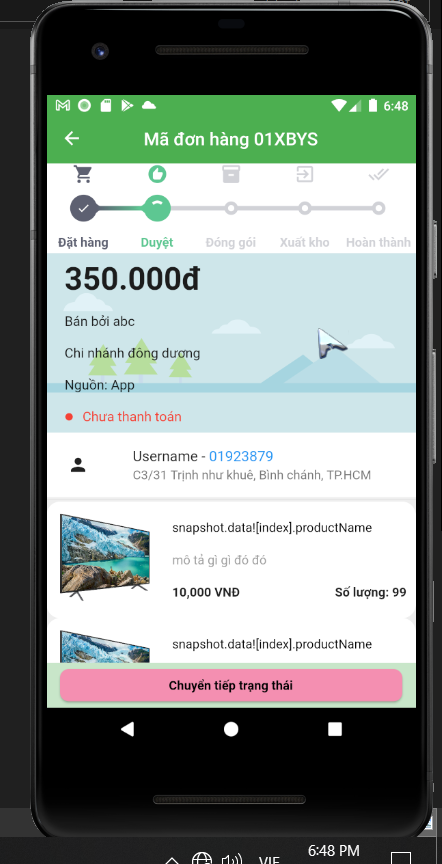 6:48
Mã đơn hàng 01XBYS
Đặt hàng Duyệt Đóng gói Xuất kho Hoàn thành
350.000đ
Bán bởi abc
Chi nhánh đông dương
Nguồn: App
Chưa thanh toán
Username - 01923879
C3/31 Trịnh như khuê, Bình chánh, TP.HCM
snapshot.data![index].productName
mô tả gì gì đó đó
10,000 VNĐ Số lượng: 99
snapshot.data![index].productName
Chuyển tiếp trạng thái
6:48 PM
VIE